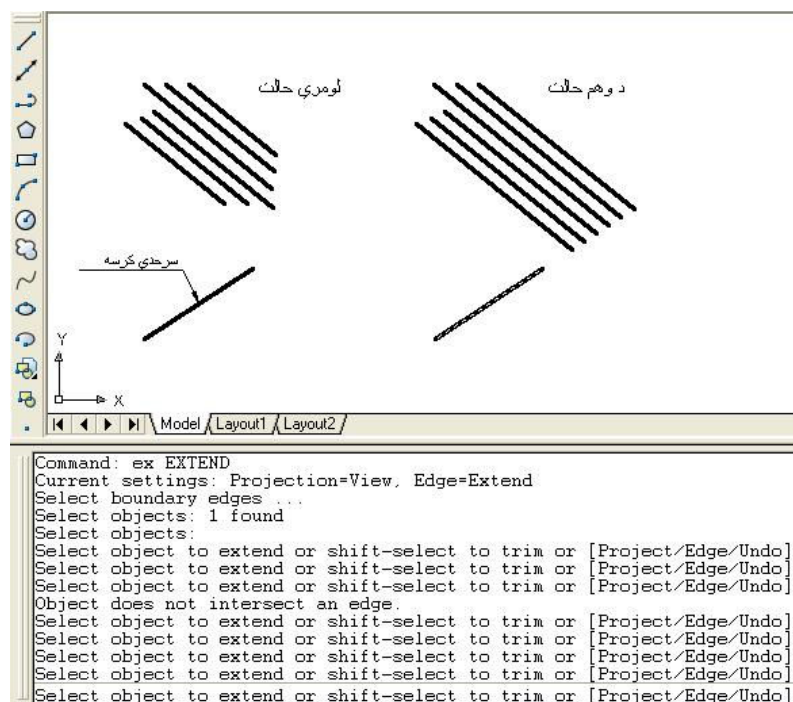 لومړي حالت
د وهم حالت
سرحدي کرسه
Y
X
Model Layout1 Layout2
Command: ex EXTEND
Current settings: Projection=View, Edge=Extend
Select boundary edges ...
Select objects: 1 found
Select objects:
Select object to extend or shift-select to trim or [Project/Edge/Undo]
Select object to extend or shift-select to trim or [Project/Edge/Undo]
Select object to extend or shift-select to trim or [Project/Edge/Undo]
Object does not intersect an edge.
Select object to extend or shift-select to trim or [Project/Edge/Undo]
Select object to extend or shift-select to trim or [Project/Edge/Undo]
Select object to extend or shift-select to trim or [Project/Edge/Undo]
Select object to extend or shift-select to trim or [Project/Edge/Undo]
Select object to extend or shift-select to trim or [Project/Edge/Undo]